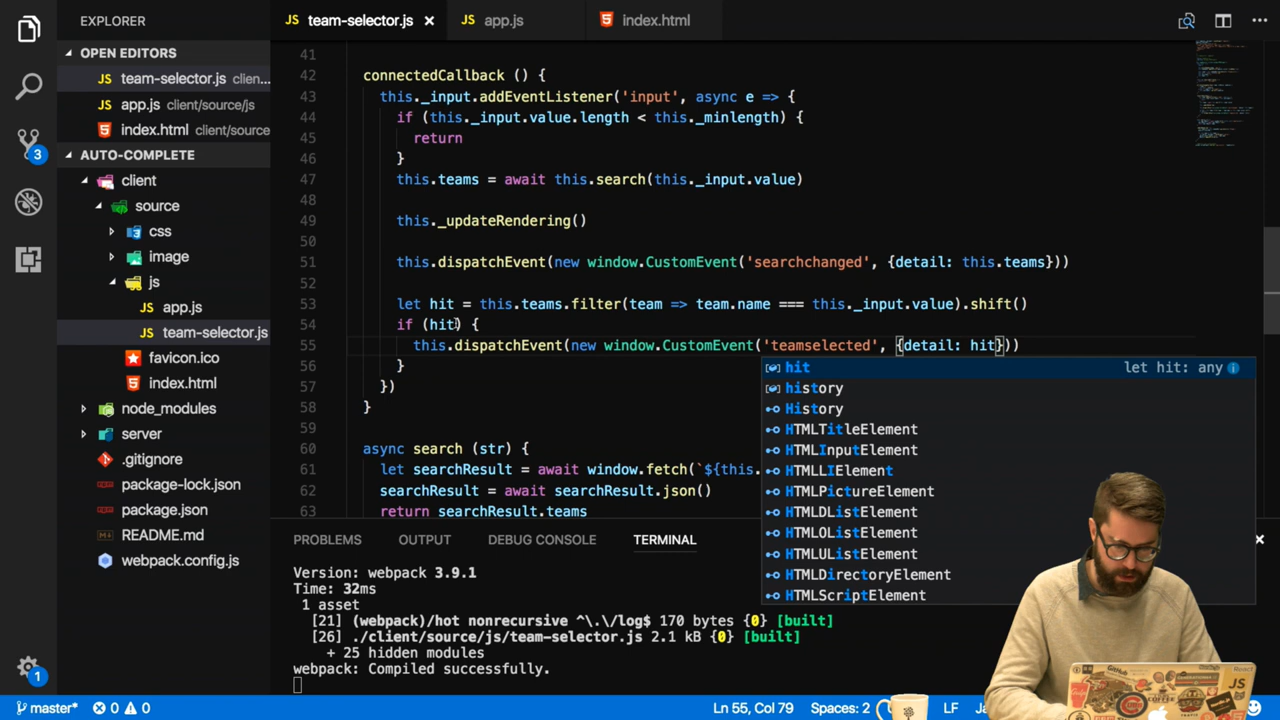 EXPLORER
OPEN EDITORS
JS team-selector.js clien...
JS app.js client/source/js
index.html client/source
AUTO-COMPLETE
client
source
css
image
js
JS app.js
JS team-selector.js
favicon.ico
index.html
node_modules
server
.gitignore
package-lock.json
package.json
README.md
webpack.config.js
3
1
JS team-selector.js ×
JS app.js
index.html
41
42 connectedCallback () {
43 this._input.addEventListener('input', async e => {
44 if (this._input.value.length < this._minlength) {
45 return
46 }
47 this.teams = await this.search(this._input.value)
48
49 this._updateRendering()
50
51 this.dispatchEvent(new window.CustomEvent('searchchanged', {detail: this.teams}))
52
53 let hit = this.teams.filter(team => team.name === this._input.value).shift()
54 if (hit) {
55 this.dispatchEvent(new window.CustomEvent('teamselected', {detail: hit}))
56 }
57 })
58 }
59
60 async search (str) {
61 let searchResult = await window.fetch(`${this.
62 searchResult = await searchResult.json()
63 return searchResult.teams
hit let hit: any
history
History
HTMLTitleElement
HTMLInputElement
HTMLLIElement
HTMLPictureElement
HTMLDListElement
HTMLOListElement
HTMLUListElement
HTMLDirectoryElement
HTMLScriptElement
PROBLEMS OUTPUT DEBUG CONSOLE TERMINAL
Version: webpack 3.9.1
Time: 32ms
1 asset
[21] (webpack)/hot nonrecursive ^\.\/log$ 170 bytes {0} [built]
[26] ./client/source/js/team-selector.js 2.1 kB {0} [built]
+ 25 hidden modules
webpack: Compiled successfully.
master* 0 0 Ln 55, Col 79 Spaces: 2 LF
GitHub
React
JS